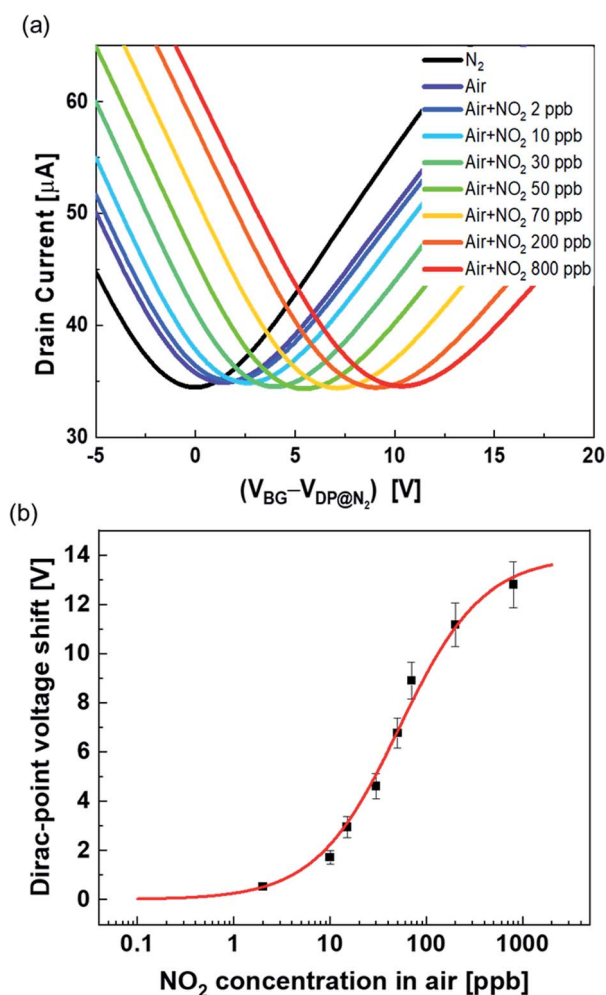 (a)
N₂
Air
Air+NO₂ 2 ppb
Air+NO₂ 10 ppb
Air+NO₂ 30 ppb
Air+NO₂ 50 ppb
Air+NO₂ 70 ppb
Air+NO₂ 200 ppb
Air+NO₂ 800 ppb
Drain Current [μA]
60
50
40
30
-5 0 5 10 15 20
(V_BG−V_DP@N₂) [V]
(b)
Dirac-point voltage shift [V]
14
12
10
8
6
4
2
0
0.1 1 10 100 1000
NO₂ concentration in air [ppb]